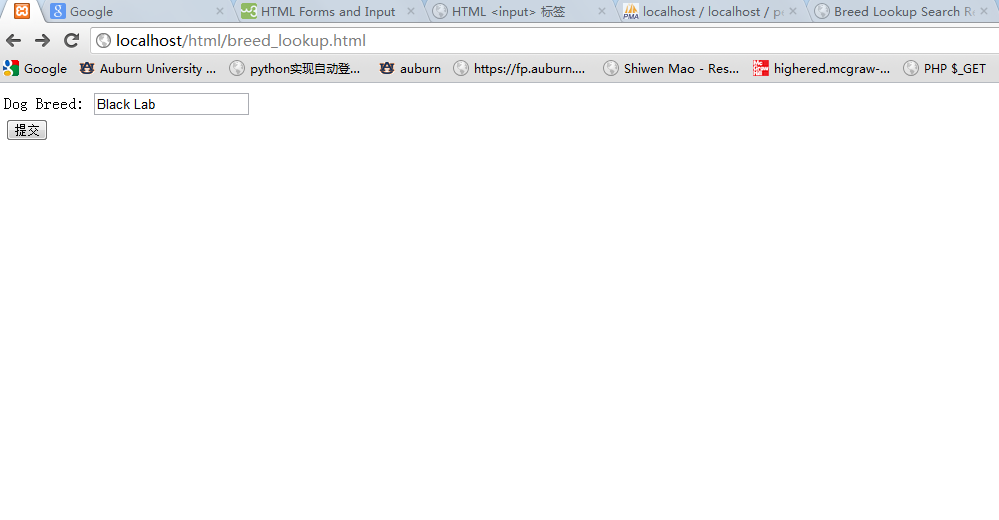 Google HTML Forms and Input HTML <input> 标签 localhost / localhost / p Breed Lookup Search R
localhost/html/breed_lookup.html
Google Auburn University ... python实现自动登... auburn https://fp.auburn.... Shiwen Mao - Res... highered.mcgraw-... PHP $_GET
Dog Breed: Black Lab
提交